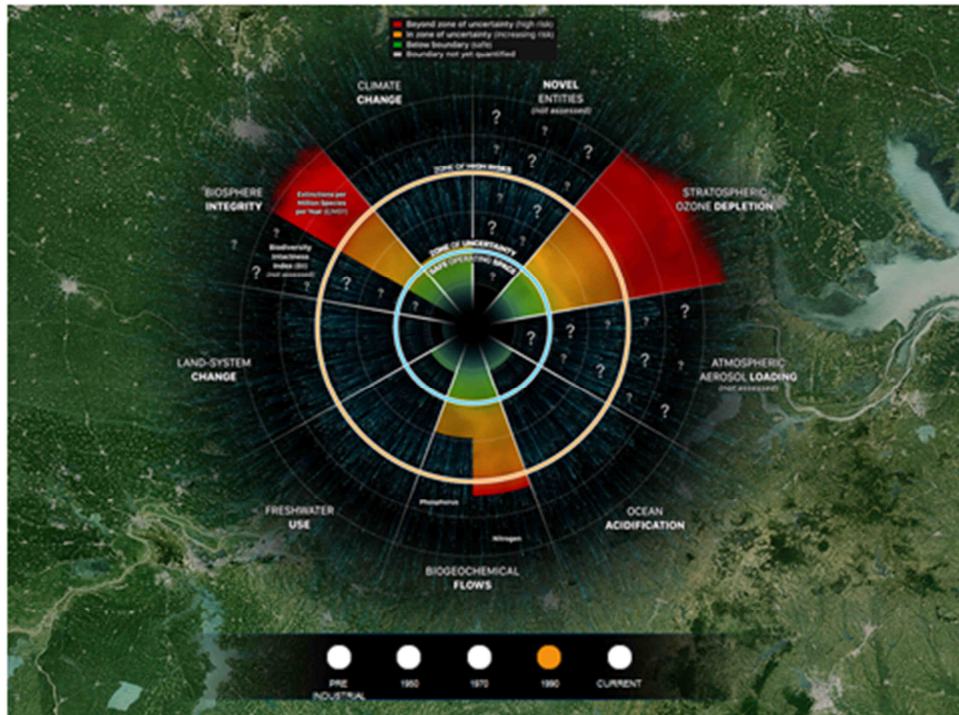 Beyond zone of uncertainty (high risk)
In zone of uncertainty (increasing risk)
Below boundary (safe)
Boundary not yet quantified
CLIMATE
CHANGE
NOVEL
ENTITIES
(not assessed)
?
?
?
?
?
?
?
?
?
ZONE OF HIGH RISKS
BIOSPHERE
INTEGRITY
Extinctions per
Million Species
per Year (E/MSY)
STRATOSPHERIC
OZONE DEPLETION
ZONE OF UNCERTAINTY
SAFE OPERATING SPACE
Biodiversity
Intactness
Index (BII)
(not assessed)
?
?
?
?
?
?
?
?
LAND-SYSTEM
CHANGE
ATMOSPHERIC
AEROSOL LOADING
(not assessed)
?
?
?
?
?
?
?
?
?
?
?
?
Phosphorus
Nitrogen
FRESHWATER
USE
OCEAN
ACIDIFICATION
BIOGEOCHEMICAL
FLOWS
PRE
INDUSTRIAL
1950
1970
1990
CURRENT